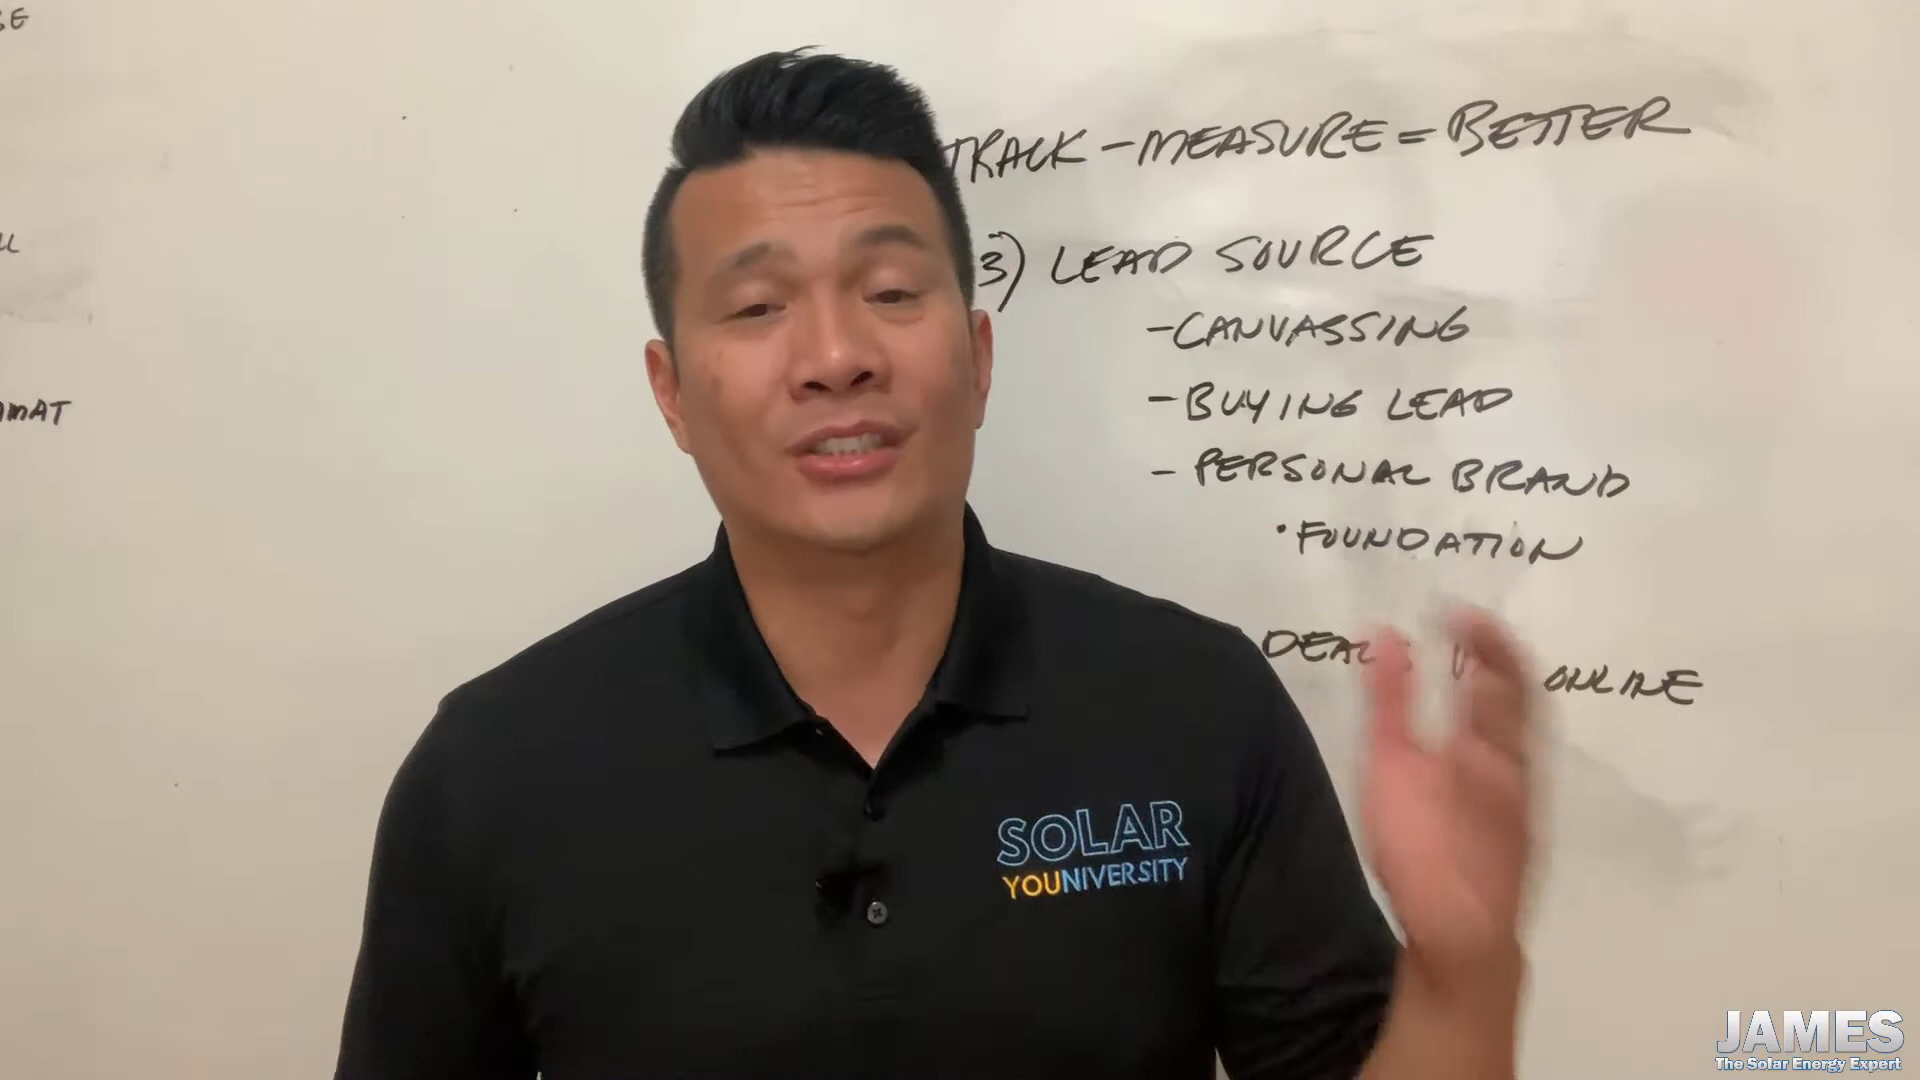 TRACK - MEASURE = BETTER
3) LEAD SOURCE
- CANVASSING
- BUYING LEAD
- PERSONAL BRAND
• FOUNDATION
ONLINE
SOLAR
YOUNIVERSITY
JAMES
The Solar Energy Expert